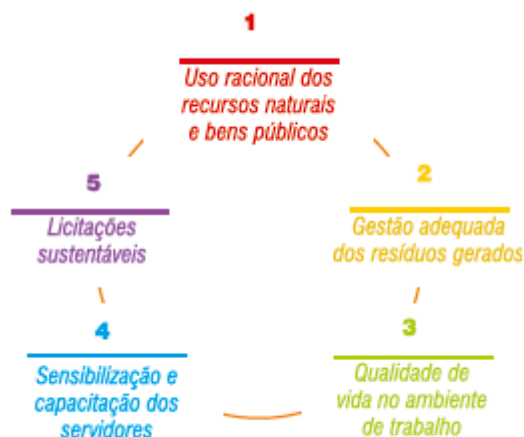 1
Uso racional dos
recursos naturais
e bens públicos
2
Gestão adequada
dos resíduos gerados
3
Qualidade de
vida no ambiente
de trabalho
4
Sensibilização e
capacitação dos
servidores
5
Licitações
sustentáveis